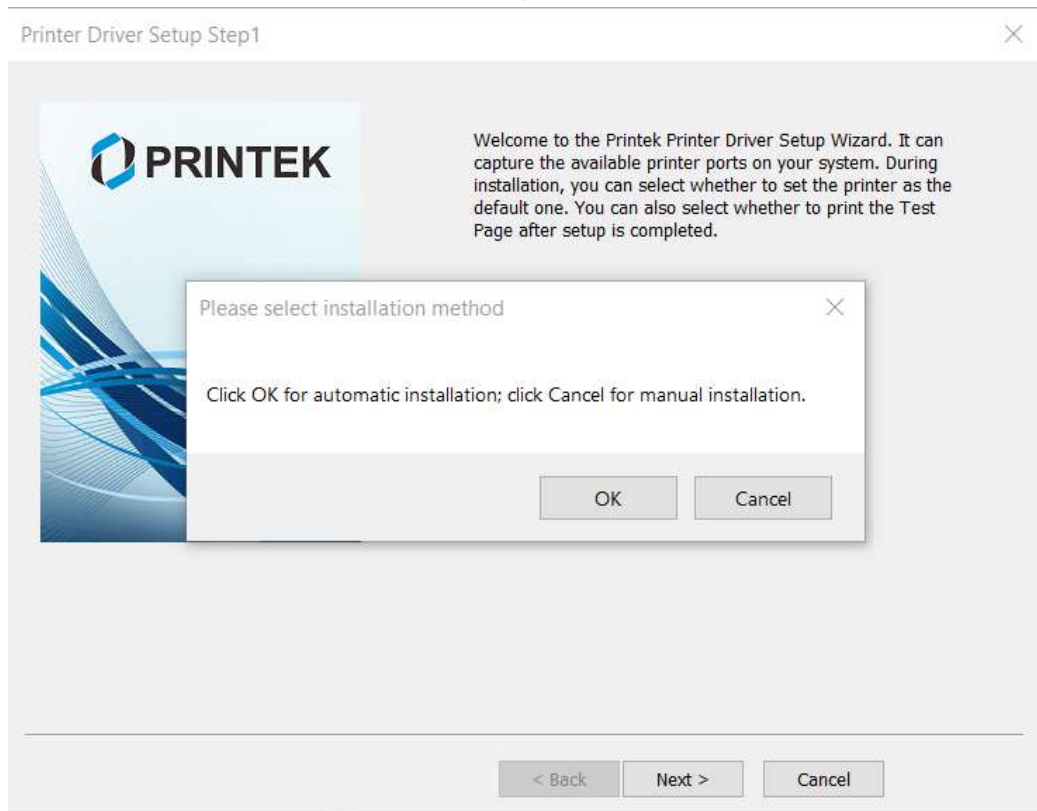 Printer Driver Setup Step1
PRINTEK
Welcome to the Printek Printer Driver Setup Wizard. It can
capture the available printer ports on your system. During
installation, you can select whether to set the printer as the
default one. You can also select whether to print the Test
Page after setup is completed.
Please select installation method
Click OK for automatic installation; click Cancel for manual installation.
OK
Cancel
< Back
Next >
Cancel